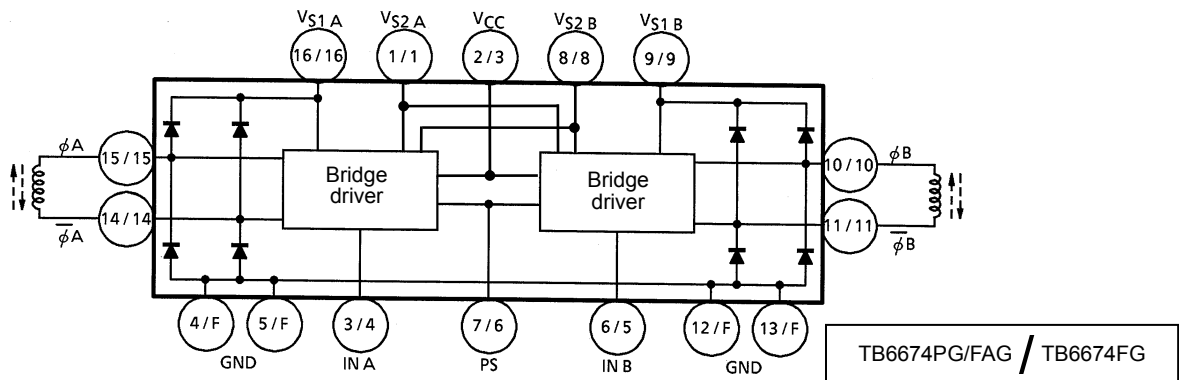 VS1 A VS2 A VCC VS2 B VS1 B
16/16 1/1 2/3 8/8 9/9
ϕA 15/15 10/10 ϕB
Bridge driver Bridge driver
14/14 11/11
ϕ̅A ϕ̅B
4/F 5/F 3/4 7/6 6/5 12/F 13/F
GND IN A PS IN B GND
TB6674PG/FAG / TB6674FG